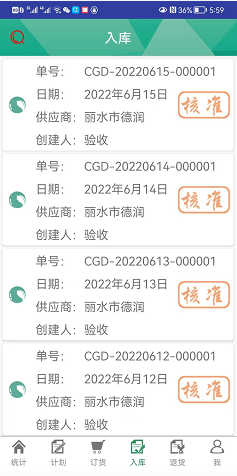 36% 5:59
入库
单号： CGD-20220615-000001
日期： 2022年6月15日
供应商：丽水市德润
创建人：验收
核准
单号： CGD-20220614-000001
日期： 2022年6月14日
供应商：丽水市德润
创建人：验收
核准
单号： CGD-20220613-000001
日期： 2022年6月13日
供应商：丽水市德润
创建人：验收
核准
单号： CGD-20220612-000001
日期： 2022年6月12日
供应商：丽水市德润
创建人：验收
核准
统计 计划 订货 入库 退货 我